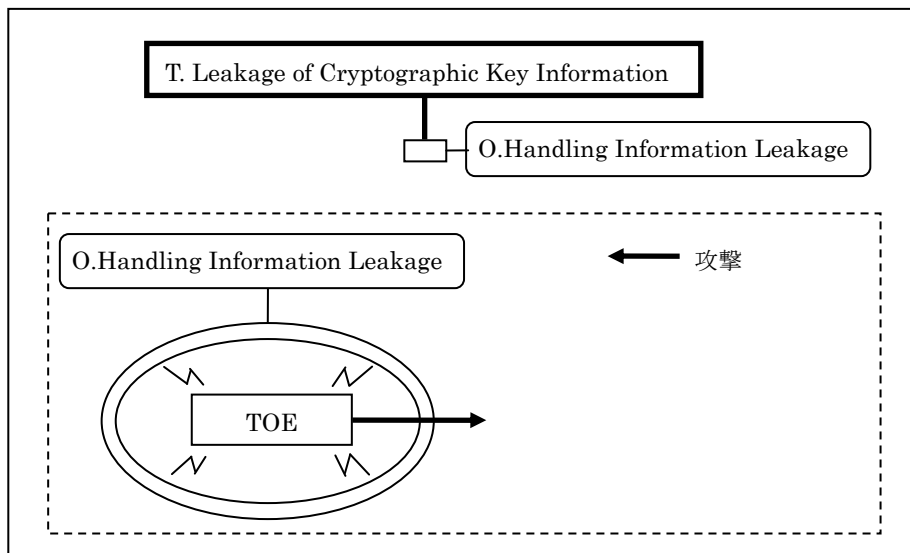 T. Leakage of Cryptographic Key Information
O.Handling Information Leakage
O.Handling Information Leakage
攻撃
TOE